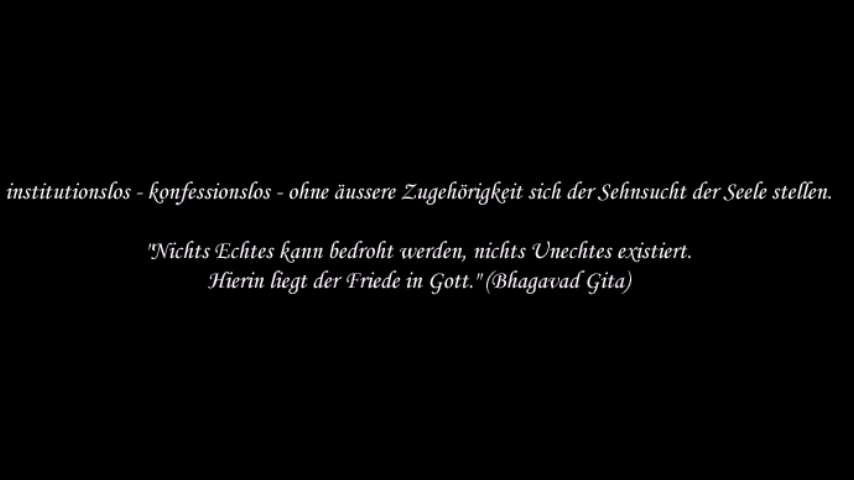 institutionslos - konfessionslos - ohne äussere Zugehörigkeit sich der Sehnsucht der Seele stellen.
"Nichts Echtes kann bedroht werden, nichts Unechtes existiert.
Hierin liegt der Friede in Gott." (Bhagavad Gita)